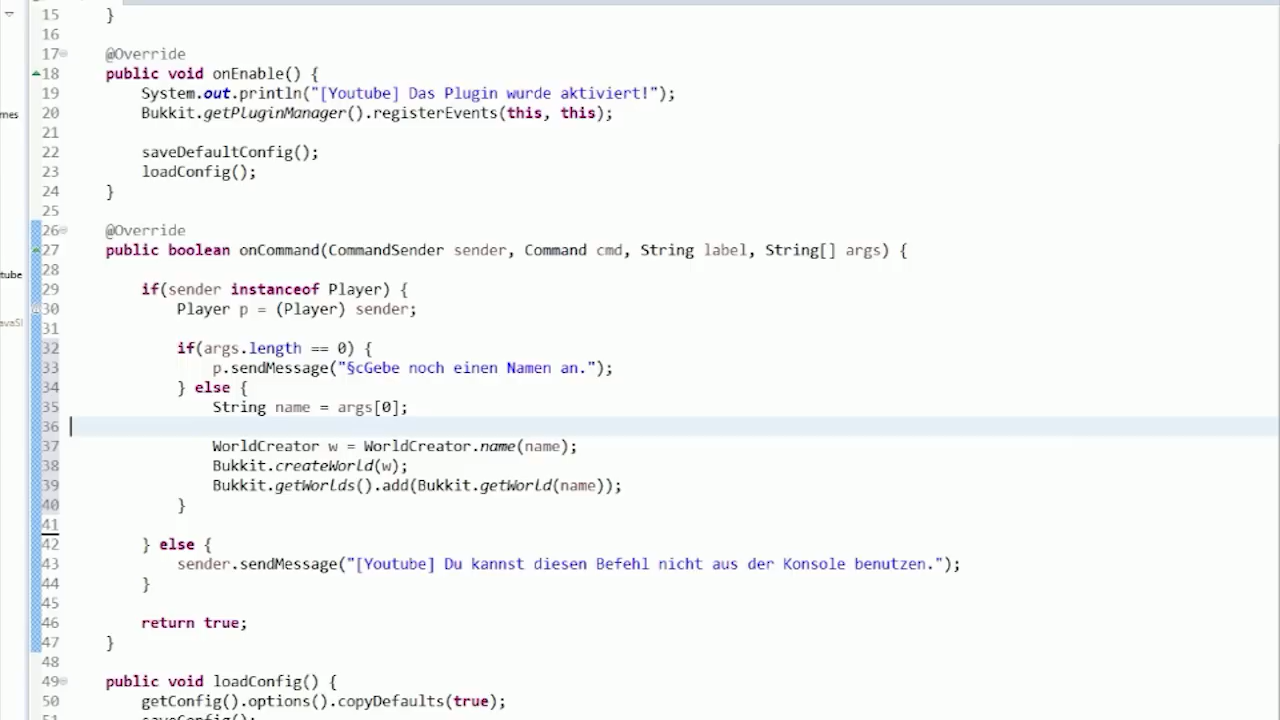 15 }
16
17 @Override
18 public void onEnable() {
19 System.out.println("[Youtube] Das Plugin wurde aktiviert!");
mes
20 Bukkit.getPluginManager().registerEvents(this, this);
21
22 saveDefaultConfig();
23 loadConfig();
24 }
25
26 @Override
27 public boolean onCommand(CommandSender sender, Command cmd, String label, String[] args) {
tube
28
29 if(sender instanceof Player) {
30 Player p = (Player) sender;
avaSI
31
32 if(args.length == 0) {
33 p.sendMessage("§cGebe noch einen Namen an.");
34 } else {
35 String name = args[0];
36
37 WorldCreator w = WorldCreator.name(name);
38 Bukkit.createWorld(w);
39 Bukkit.getWorlds().add(Bukkit.getWorld(name));
40 }
41
42 } else {
43 sender.sendMessage("[Youtube] Du kannst diesen Befehl nicht aus der Konsole benutzen.");
44 }
45
46 return true;
47 }
48
49 public void loadConfig() {
50 getConfig().options().copyDefaults(true);
51 saveConfig();